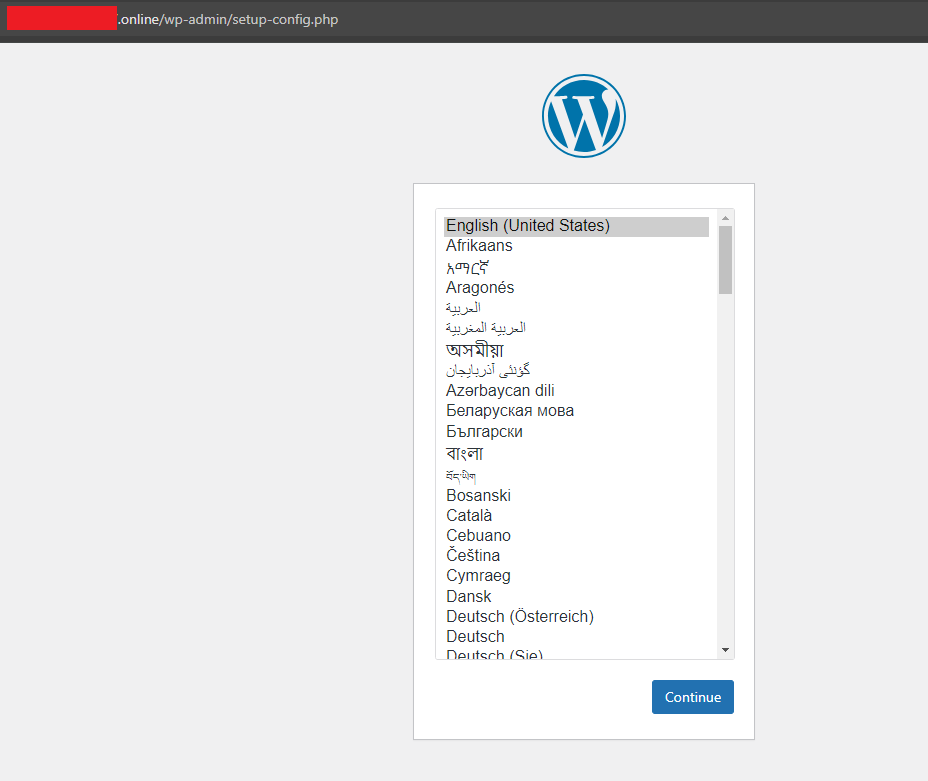 .online/wp-admin/setup-config.php
English (United States)
Afrikaans
አማርኛ
Aragonés
العربية
العربية المغربية
অসমীয়া
گؤنئی آذربایجان
Azərbaycan dili
Беларуская мова
Български
বাংলা
བོད་ཡིག
Bosanski
Català
Cebuano
Čeština
Cymraeg
Dansk
Deutsch (Österreich)
Deutsch
Deutsch (Sie)
Continue